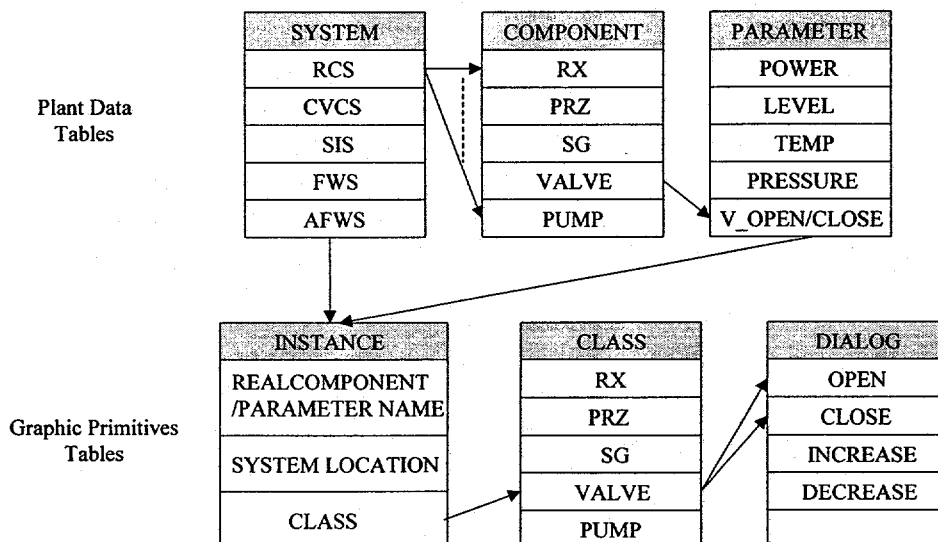 Plant Data
Tables
SYSTEM
RCS
CVCS
SIS
FWS
AFWS
COMPONENT
RX
PRZ
SG
VALVE
PUMP
PARAMETER
POWER
LEVEL
TEMP
PRESSURE
V_OPEN/CLOSE
Graphic Primitives
Tables
INSTANCE
REALCOMPONENT
/PARAMETER NAME
SYSTEM LOCATION
CLASS
CLASS
RX
PRZ
SG
VALVE
PUMP
DIALOG
OPEN
CLOSE
INCREASE
DECREASE